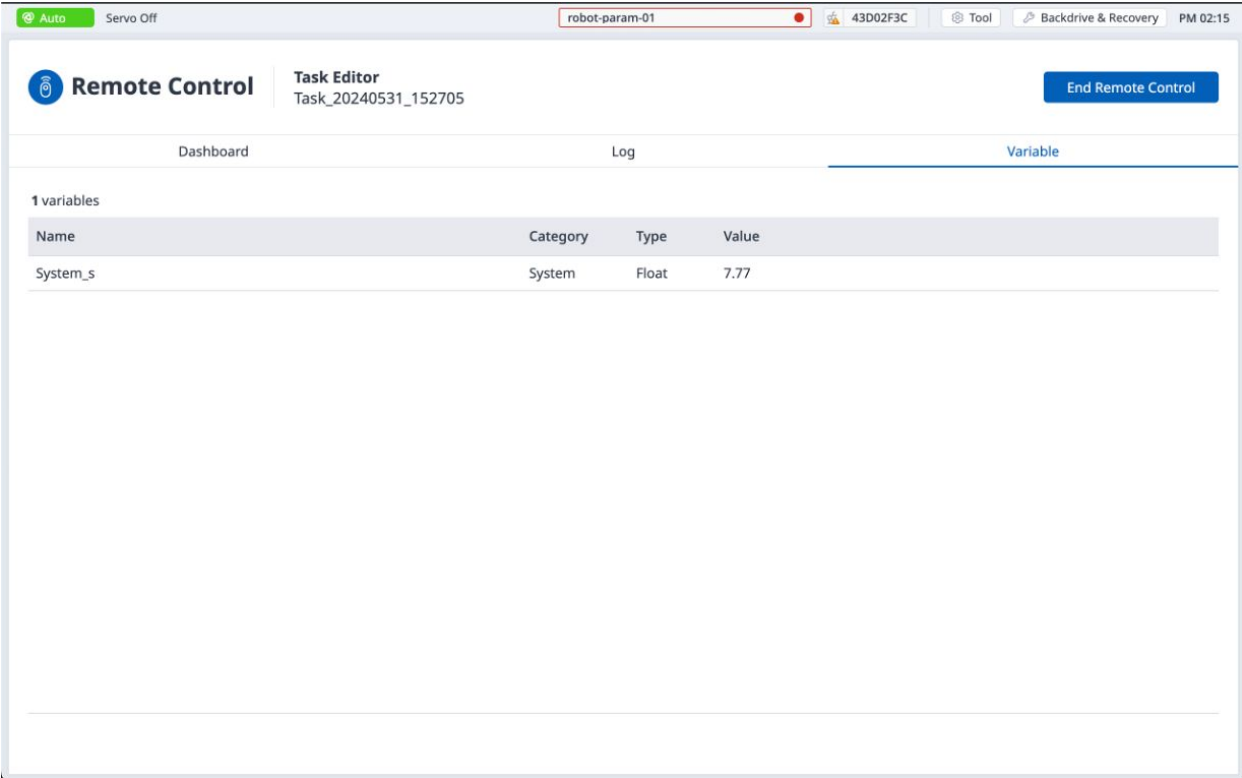 Auto Servo Off robot-param-01 43D02F3C Tool Backdrive & Recovery PM 02:15
Remote Control
Task Editor
Task_20240531_152705
End Remote Control
Dashboard Log Variable
1 variables
Name Category Type Value
System_s System Float 7.77